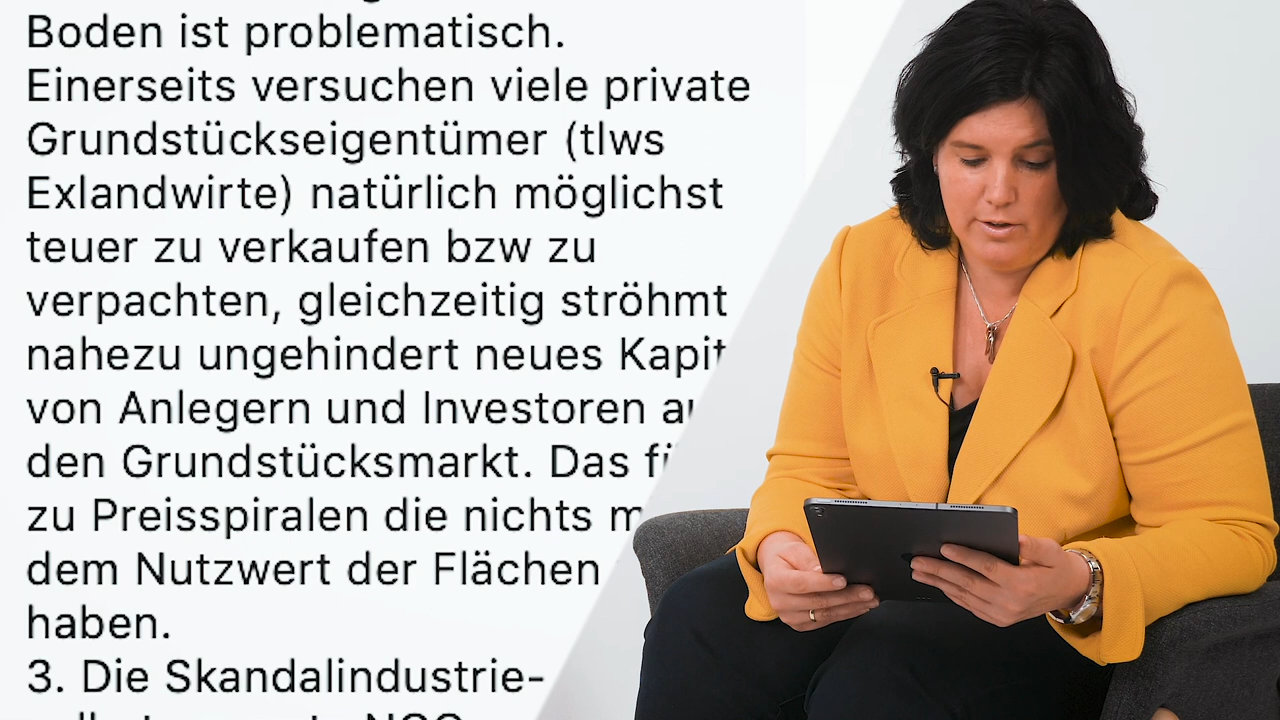 Boden ist problematisch.
Einerseits versuchen viele private
Grundstückseigentümer (tlws
Exlandwirte) natürlich möglichst
teuer zu verkaufen bzw zu
verpachten, gleichzeitig ströhmt
nahezu ungehindert neues
von Anlegern und Investoren
den Grundstücksmarkt. Das
zu Preisspiralen die nichts
dem Nutzwert der Flächen
haben.
3. Die Skandalindustrie-